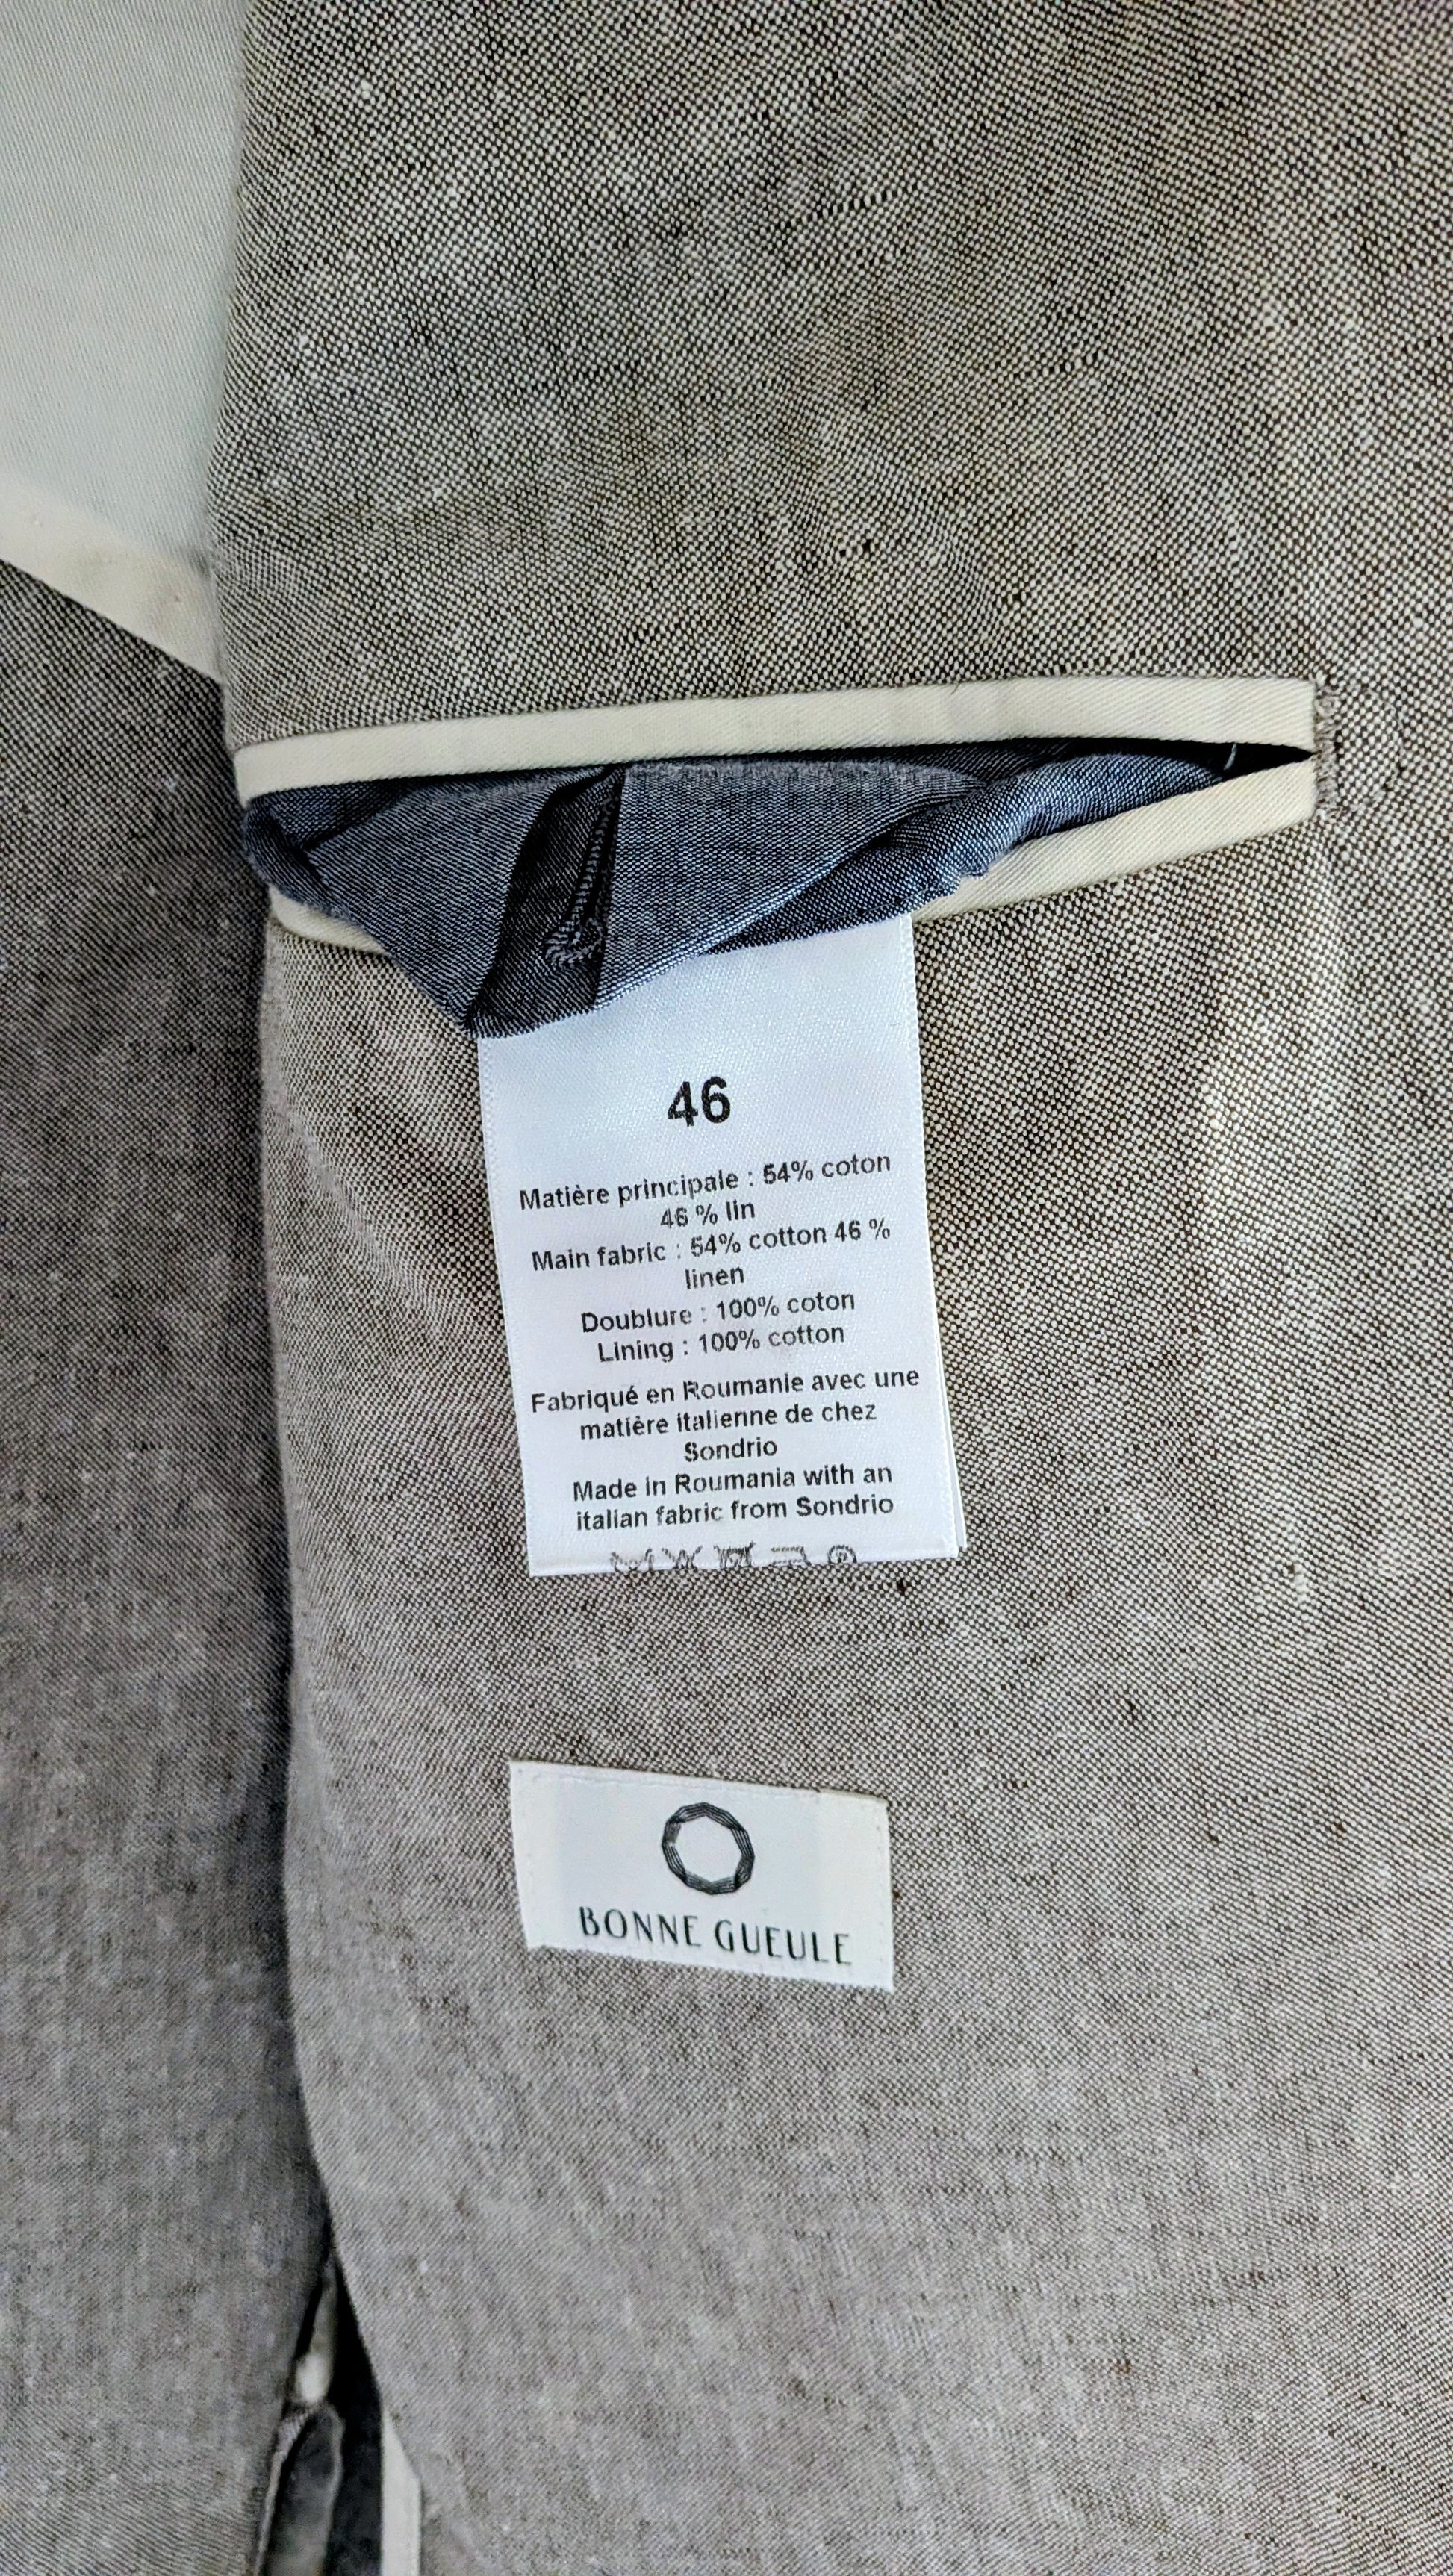 46
Matière principale : 54% coton
46 % lin
Main fabric : 54% cotton 46 %
linen
Doublure : 100% coton
Lining : 100% cotton
Fabriqué en Roumanie avec une
matière italienne de chez
Sondrio
Made in Roumania with an
italian fabric from Sondrio
BONNE GUEULE